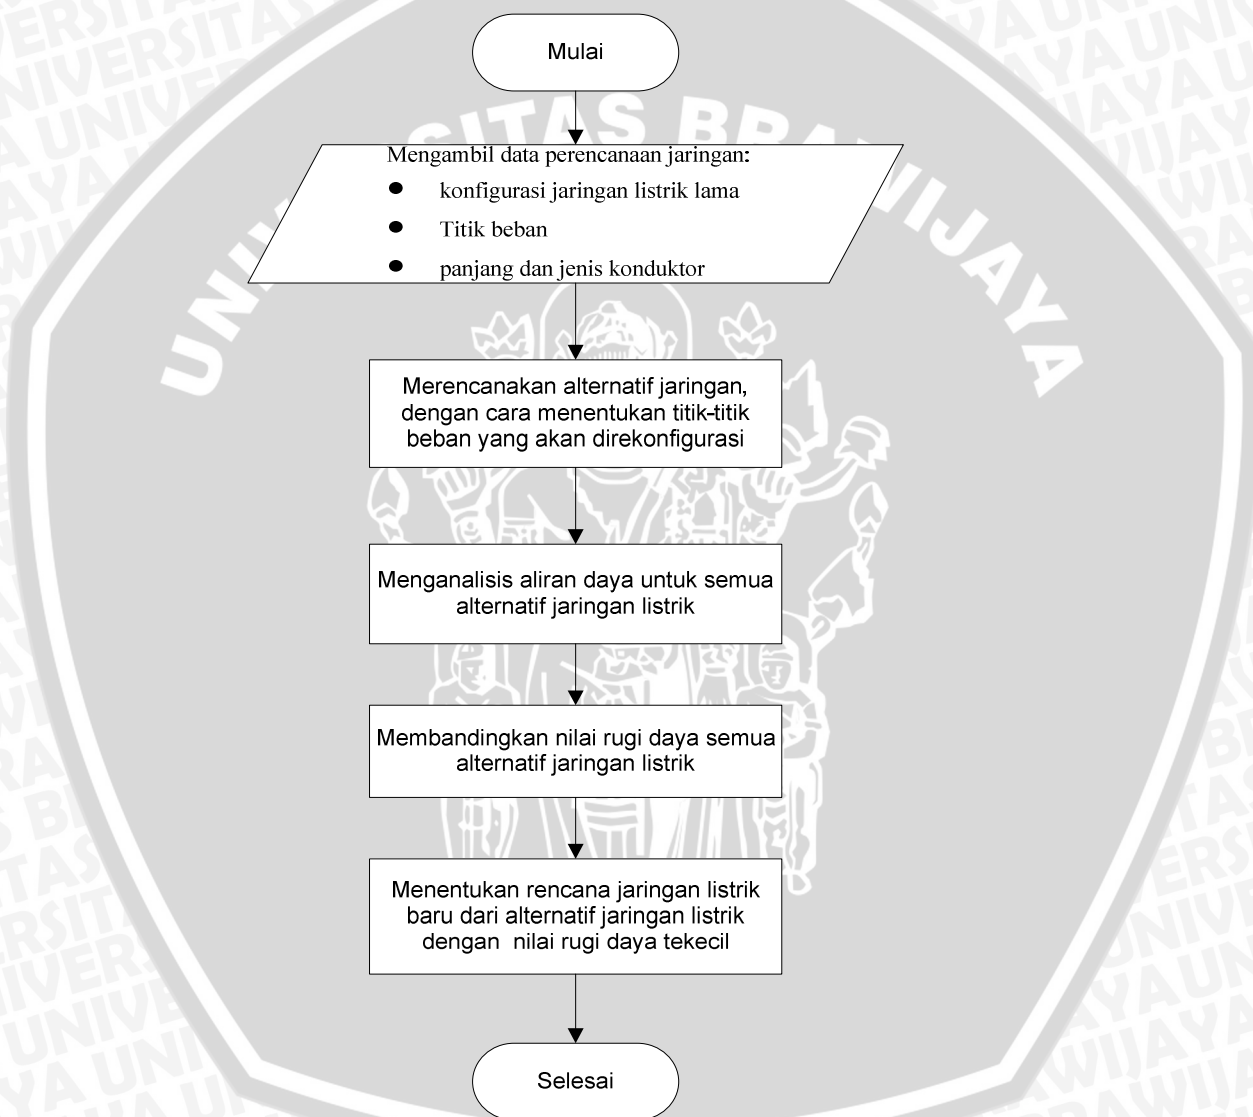 Mulai
UNIVERSITAS BRAWIJAYA
Mengambil data perencanaan jaringan:
● konfigurasi jaringan listrik lama
● Titik beban
● panjang dan jenis konduktor
Merencanakan alternatif jaringan,
dengan cara menentukan titik-titik
beban yang akan direkonfigurasi
Menganalisis aliran daya untuk semua
alternatif jaringan listrik
Membandingkan nilai rugi daya semua
alternatif jaringan listrik
Menentukan rencana jaringan listrik
baru dari alternatif jaringan listrik
dengan nilai rugi daya tekecil
Selesai